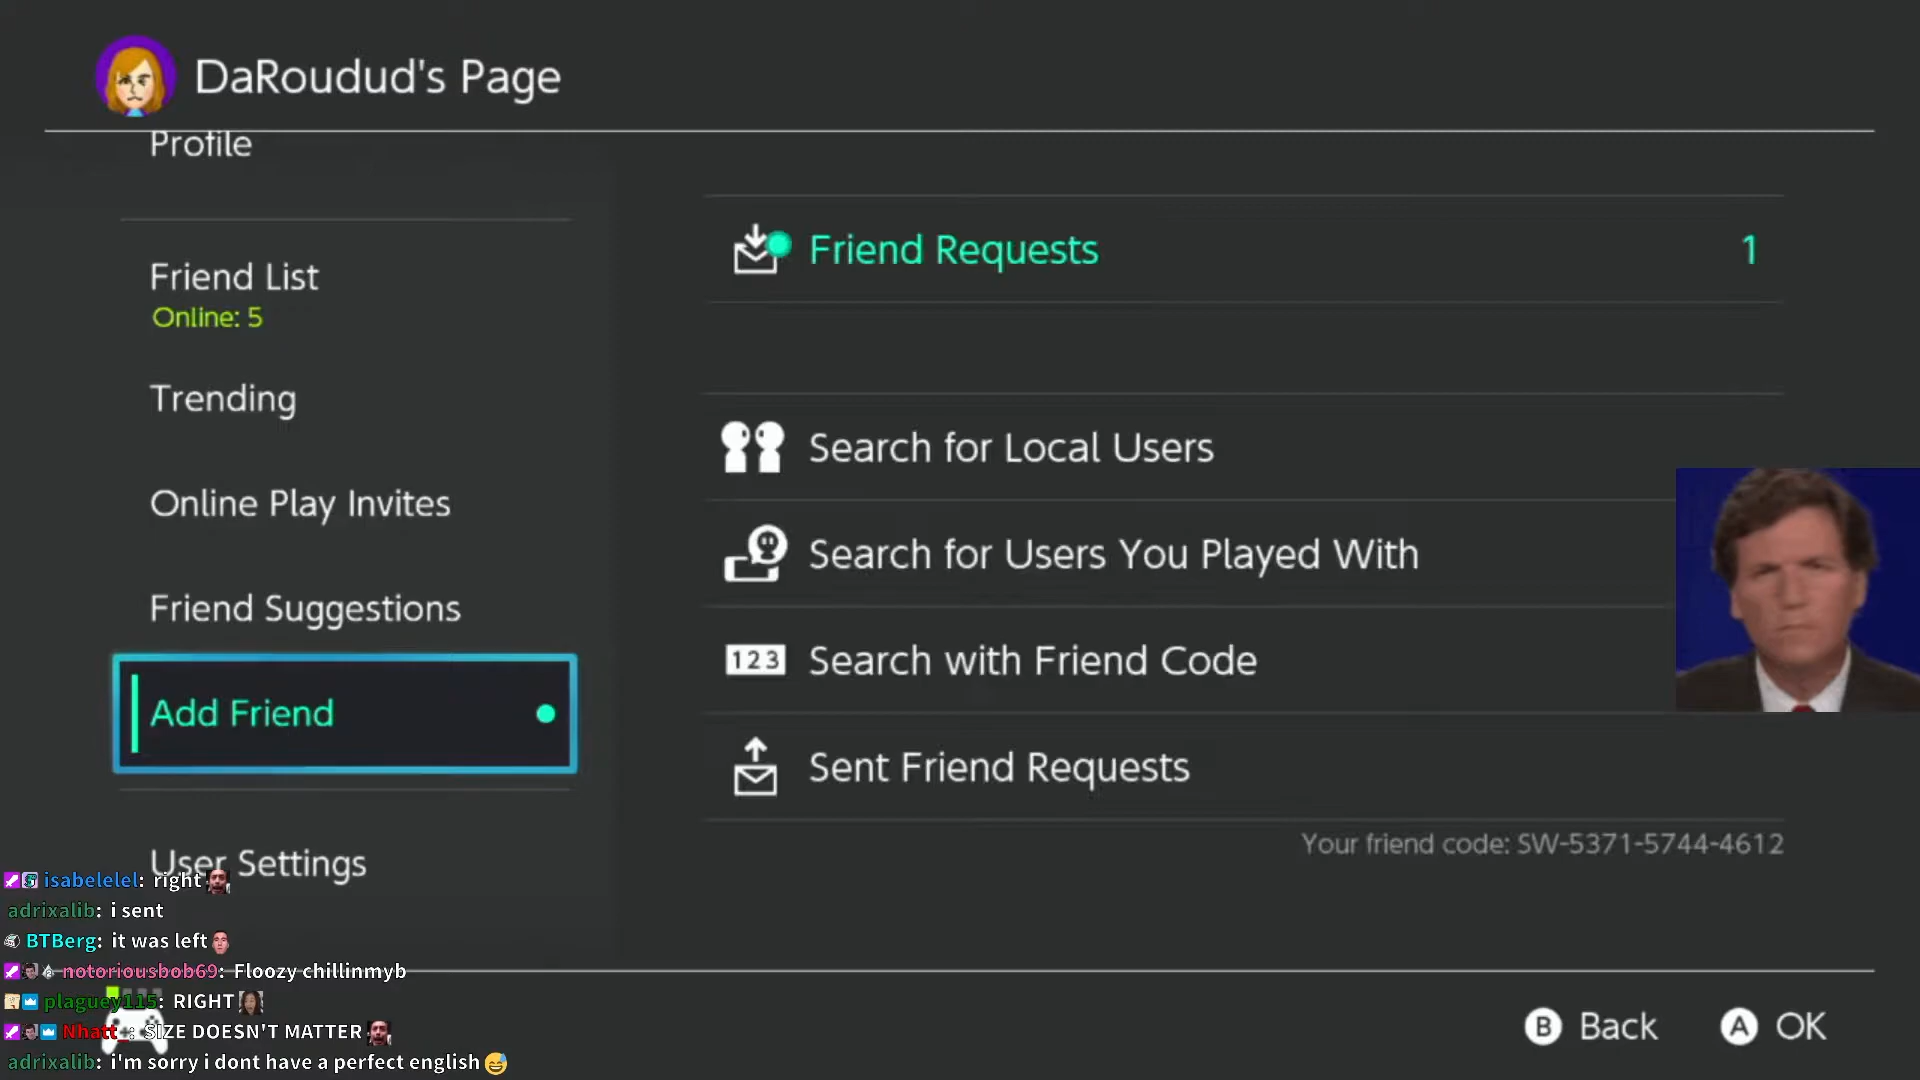 DaRoudud's Page
Profile
Friend List
Online: 5
Trending
Online Play Invites
Friend Suggestions
Add Friend
User Settings
Friend Requests 1
Search for Local Users
Search for Users You Played With
123 Search with Friend Code
Sent Friend Requests
Your friend code: SW-5371-5744-4612
isabelelel: right
adrixalib: i sent
BTBerg: it was left
notoriousbob69: Floozy chillinmyb
plaguey115: RIGHT
Nhatt_: SIZE DOESN'T MATTER
adrixalib: i'm sorry i dont have a perfect english 😅
B Back A OK